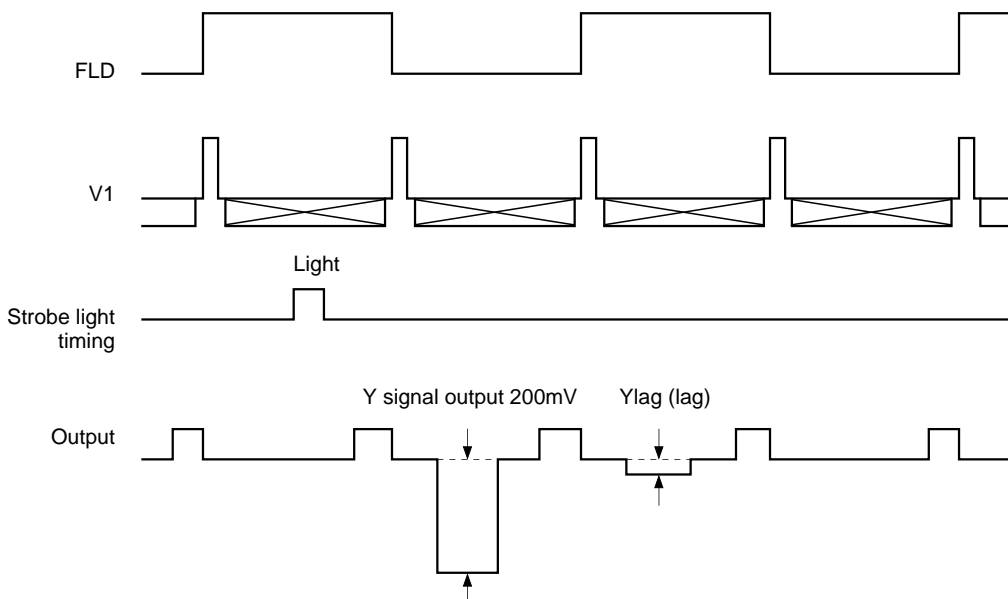 FLD
V1
Light
Strobe light
timing
Y signal output 200mV
Ylag (lag)
Output